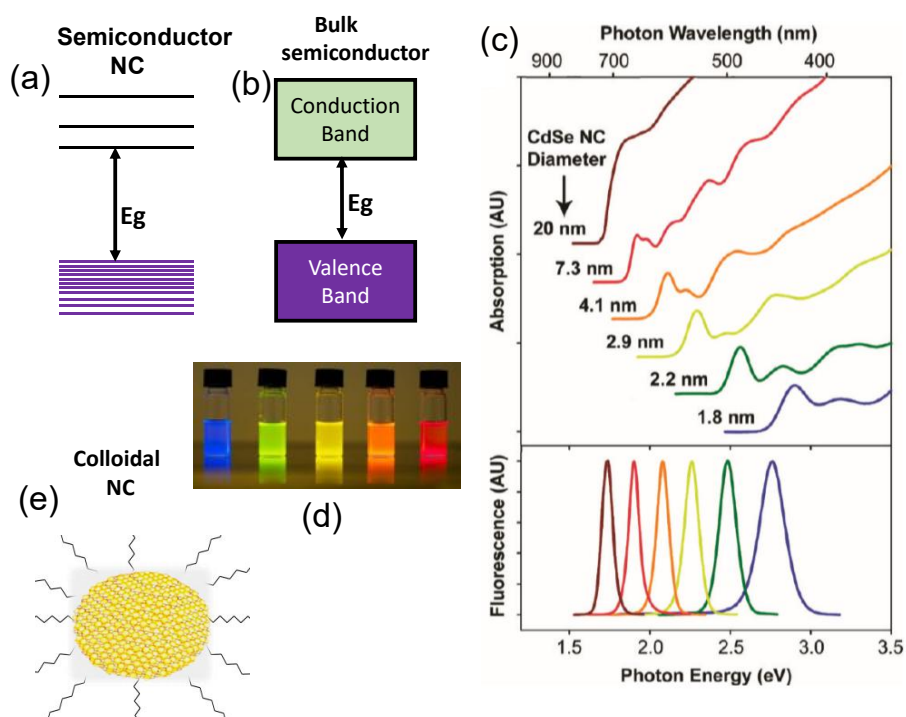 Semiconductor
NC
(a)
Eg
Bulk
semiconductor
(b)
Conduction
Band
Eg
Valence
Band
(c)
Photon Wavelength (nm)
900 700 500 400
CdSe NC
Diameter
20 nm
7.3 nm
4.1 nm
2.9 nm
2.2 nm
1.8 nm
Absorption (AU)
Fluorescence (AU)
1.5 2.0 2.5 3.0 3.5
Photon Energy (eV)
(d)
Colloidal
NC
(e)